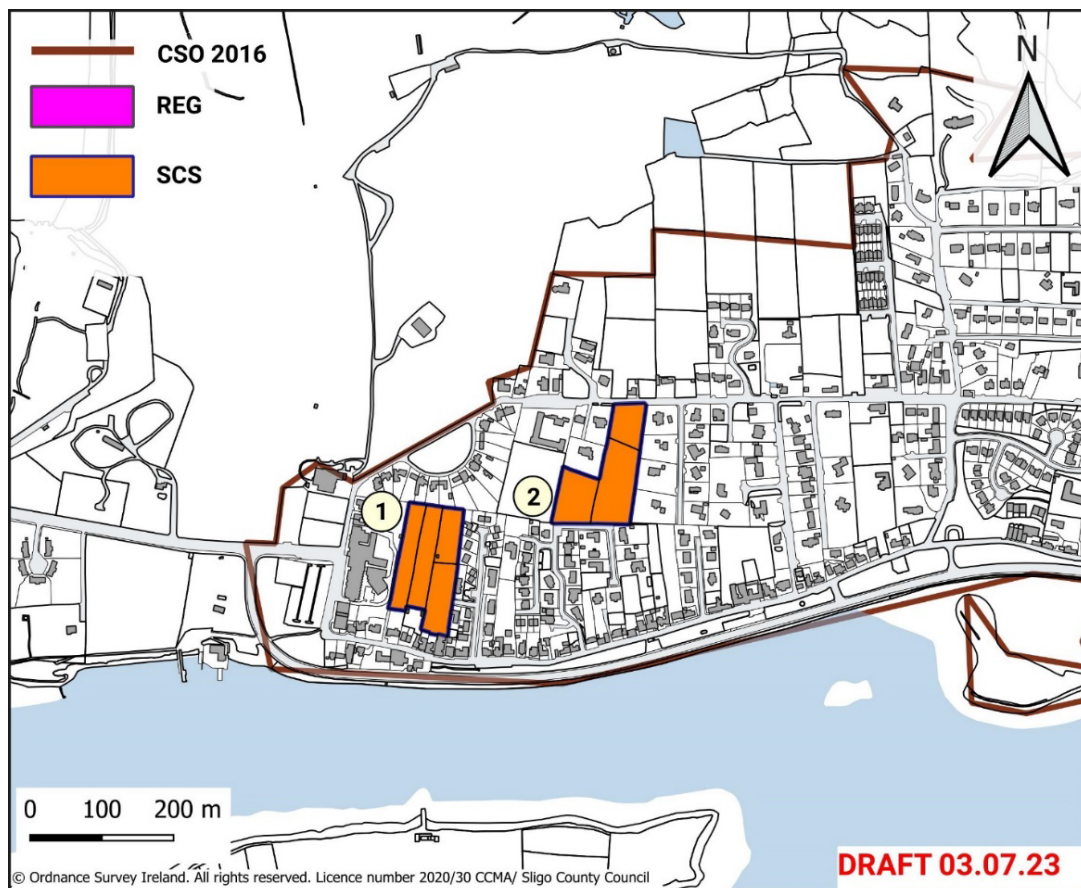 CSO 2016
REG
SCS
N
1
2
0 100 200 m
© Ordnance Survey Ireland. All rights reserved. Licence number 2020/30 CCMA/ Sligo County Council
DRAFT 03.07.23